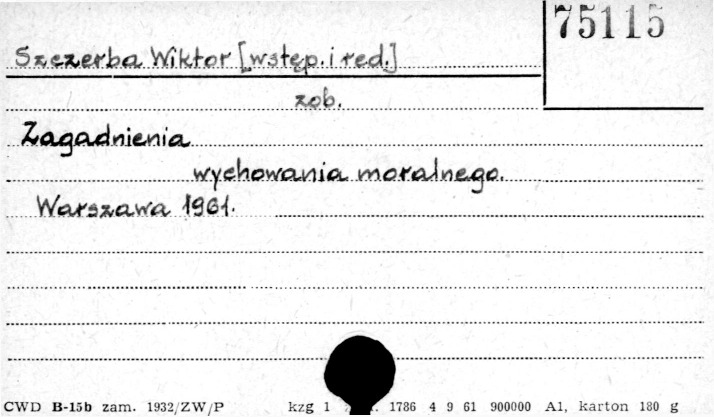 75115
Szczerba Wiktor [wstęp. i red.]
zob.
Zagadnienia
wychowania moralnego.
Warszawa 1961.
CWD B-15b zam. 1932/ZW/P kzg 1 1786 4 9 61 900000 A1, karton 180 g